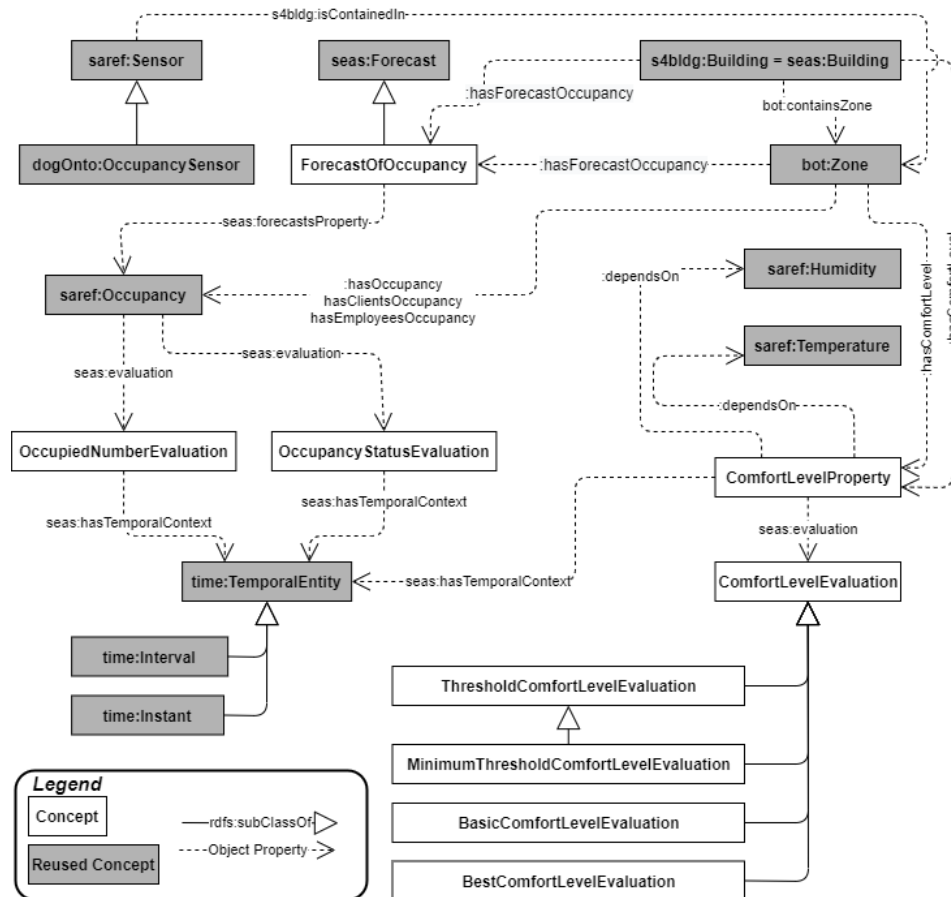 s4bldg:isContainedIn
saref:Sensor
seas:Forecast
s4bldg:Building = seas:Building
:hasForecastOccupancy
bot:containsZone
dogOnto:OccupancySensor
ForecastOfOccupancy
:hasForecastOccupancy
bot:Zone
seas:forecastsProperty
saref:Occupancy
:hasOccupancy
hasClientsOccupancy
hasEmployeesOccupancy
:dependsOn
saref:Humidity
:hasComfortLevel
:hasComfortLevel
seas:evaluation
seas:evaluation
saref:Temperature
:dependsOn
OccupiedNumberEvaluation
OccupancyStatusEvaluation
ComfortLevelProperty
seas:hasTemporalContext
seas:hasTemporalContext
seas:evaluation
time:TemporalEntity
seas:hasTemporalContext
ComfortLevelEvaluation
time:Interval
time:Instant
ThresholdComfortLevelEvaluation
MinimumThresholdComfortLevelEvaluation
BasicComfortLevelEvaluation
BestComfortLevelEvaluation
Legend
Concept
rdfs:subClassOf
Reused Concept
Object Property